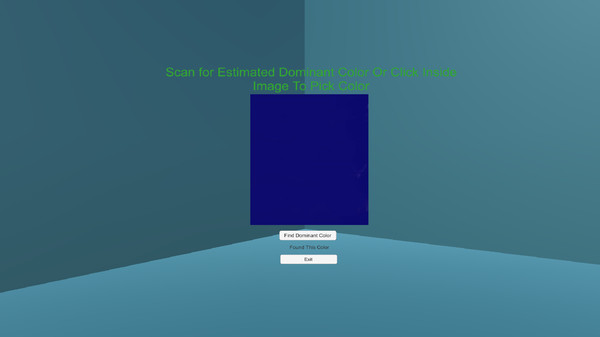 Scan for Estimated Dominant Color Or Click Inside
Image To Pick Color
Find Dominant Color
Found This Color
Exit